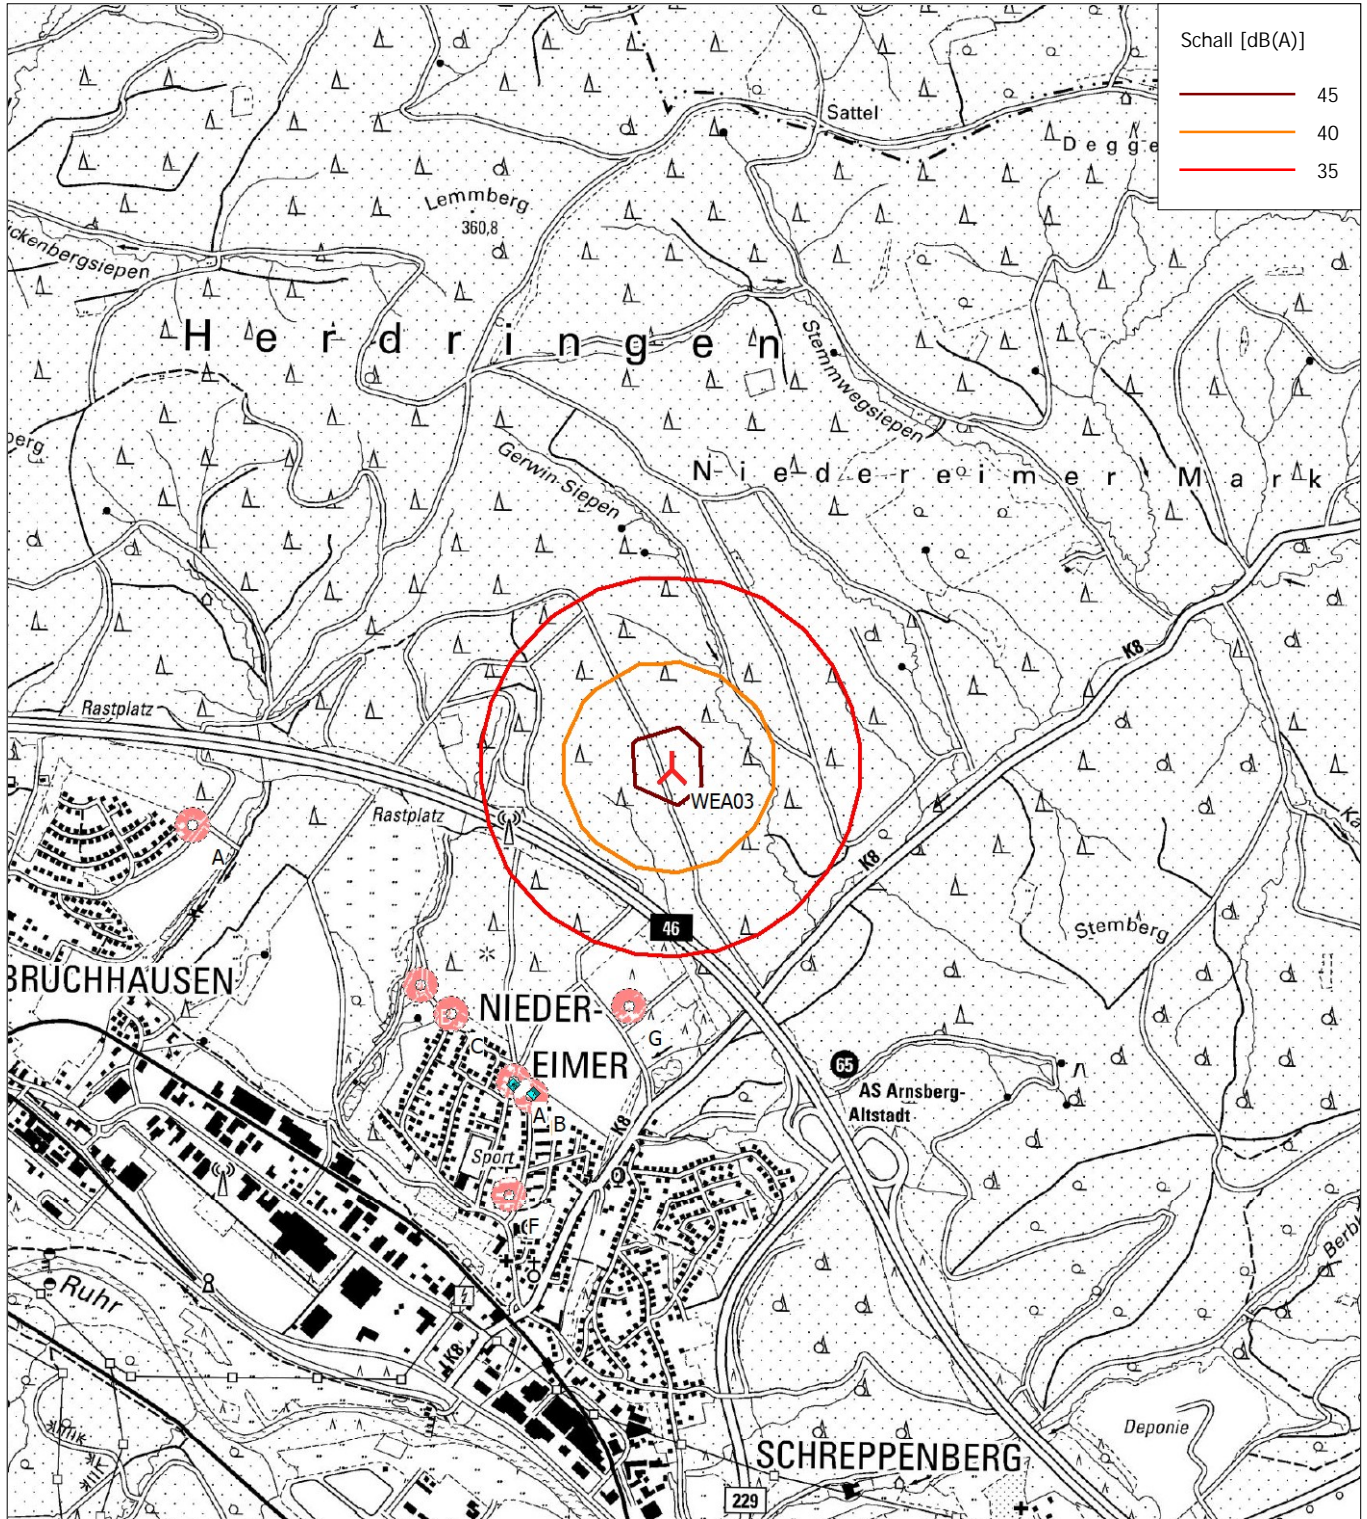 Schall [dB(A)]
45
40
35
Sattel
Degge
Lemmberg
360,8
ckenbergsiepen
Herdringen
Stemmwegsiepen
berg
Gerwin-Siepen
Niedereimer Mark
K8
Rastplatz
WEA03
Rastplatz
K8
A
46
Stemberg
BRUCHHAUSEN
NIEDER-
EIMER
G
C
65
AS Arnsberg-
Altstadt
A
B
K8
Sport
F
Ruhr
K8
Berb
Deponie
SCHREPPENBERG
229